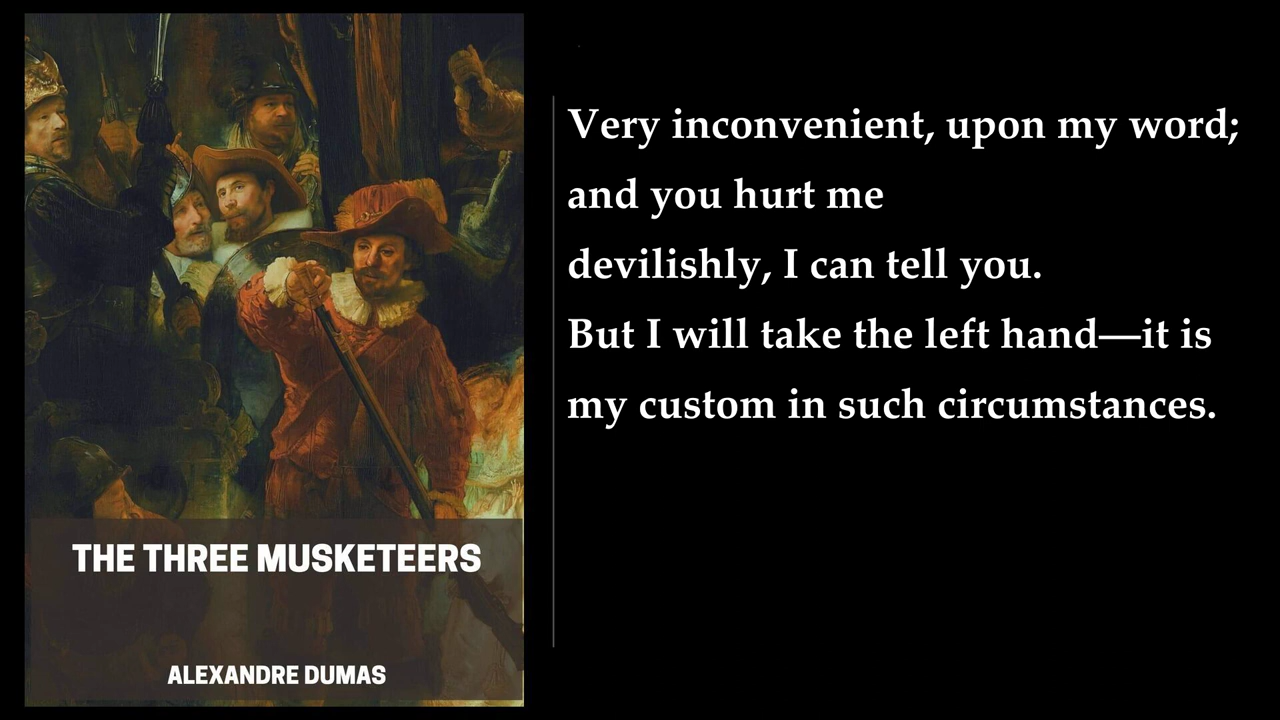 THE THREE MUSKETEERS
ALEXANDRE DUMAS
Very inconvenient, upon my word;
and you hurt me
devilishly, I can tell you.
But I will take the left hand—it is
my custom in such circumstances.